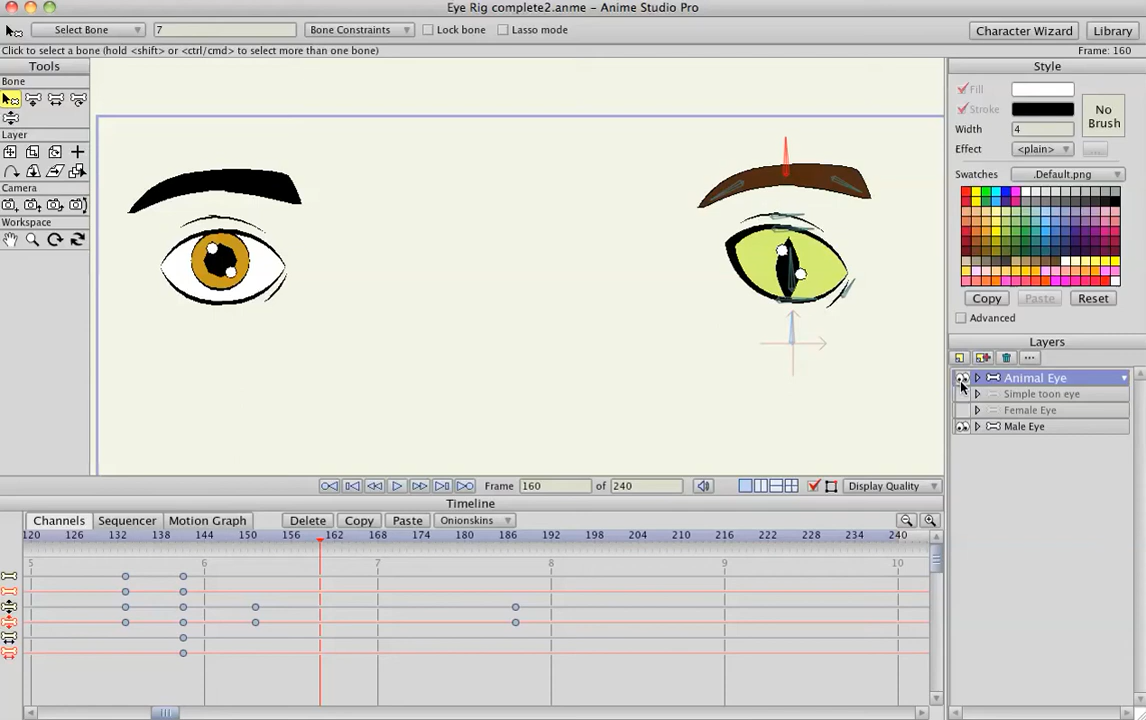 Eye Rig complete2.anme - Anime Studio Pro
Select Bone 7 Bone Constraints Lock bone Lasso mode Character Wizard Library
Click to select a bone (hold <shift> or <ctrl/cmd> to select more than one bone) Frame: 160
Tools
Bone
Layer
Camera
Workspace
Style
Fill
Stroke
No Brush
Width 4
Effect <plain> ...
Swatches .Default.png
Copy Paste Reset
Advanced
Layers
...
Animal Eye
Simple toon eye
Female Eye
Male Eye
Frame 160 of 240 Display Quality
Timeline
Channels Sequencer Motion Graph Delete Copy Paste Onionskins
120 126 132 138 144 150 156 162 168 174 180 186 192 198 204 210 216 222 228 234 240
5 6 7 8 9 10